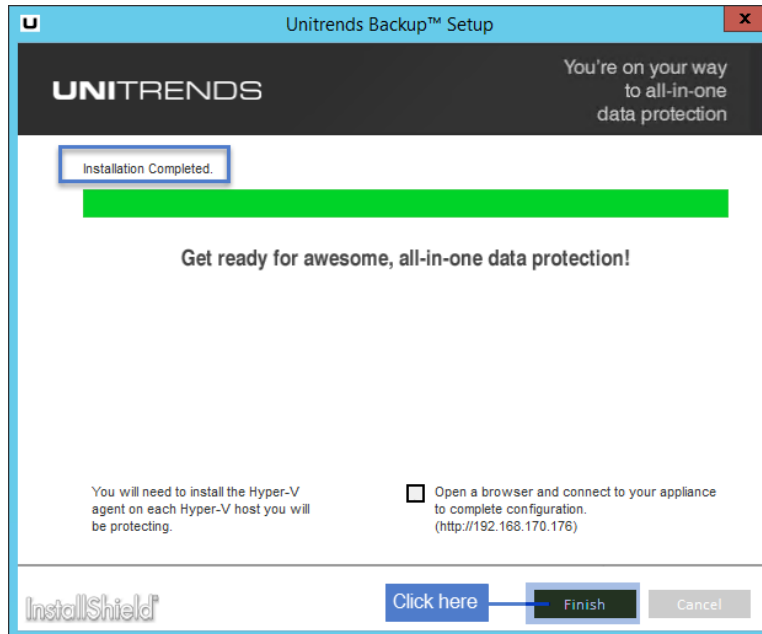 U
Unitrends Backup™ Setup
x
UNITRENDS
You're on your way
to all-in-one
data protection
Installation Completed.
Get ready for awesome, all-in-one data protection!
You will need to install the Hyper-V
agent on each Hyper-V host you will
be protecting.
Open a browser and connect to your appliance
to complete configuration.
(http://192.168.170.176)
InstallShield
Click here
Finish
Cancel